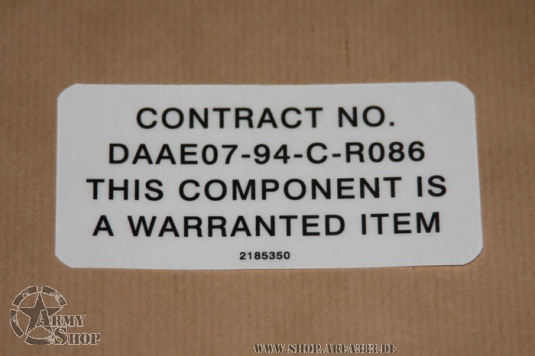 CONTRACT NO.
DAAE07-94-C-R086
THIS COMPONENT IS
A WARRANTED ITEM
2185350
ARMY
SHOP